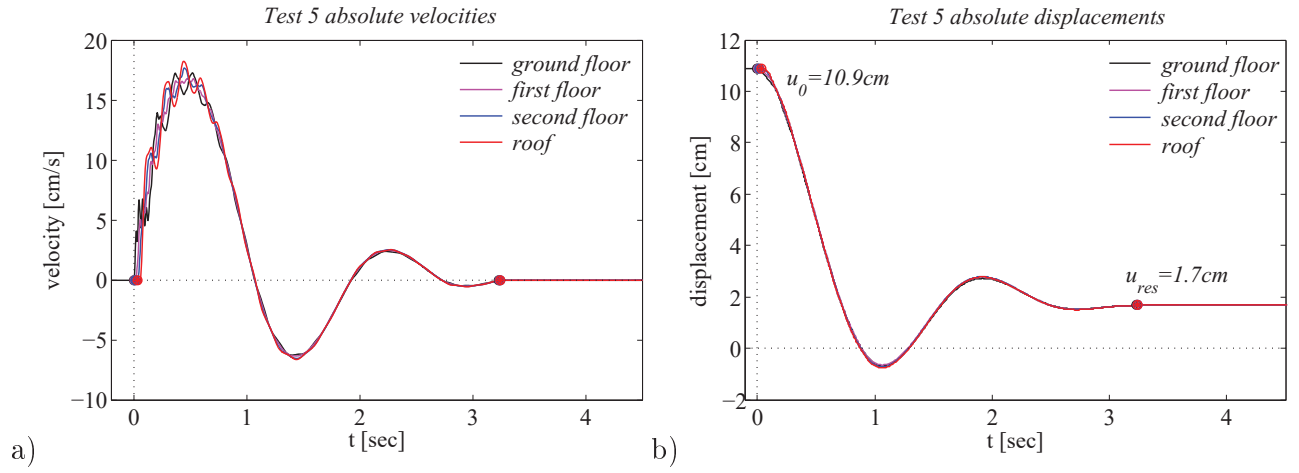 Test 5 absolute velocities
20
15
10
5
0
−5
−10
velocity [cm/s]
ground floor
first floor
second floor
roof
0
1
2
3
4
t [sec]
a)
Test 5 absolute displacements
12
10
8
6
4
2
0
−2
displacement [cm]
u0=10.9cm
ground floor
first floor
second floor
roof
ures=1.7cm
0
1
2
3
4
t [sec]
b)